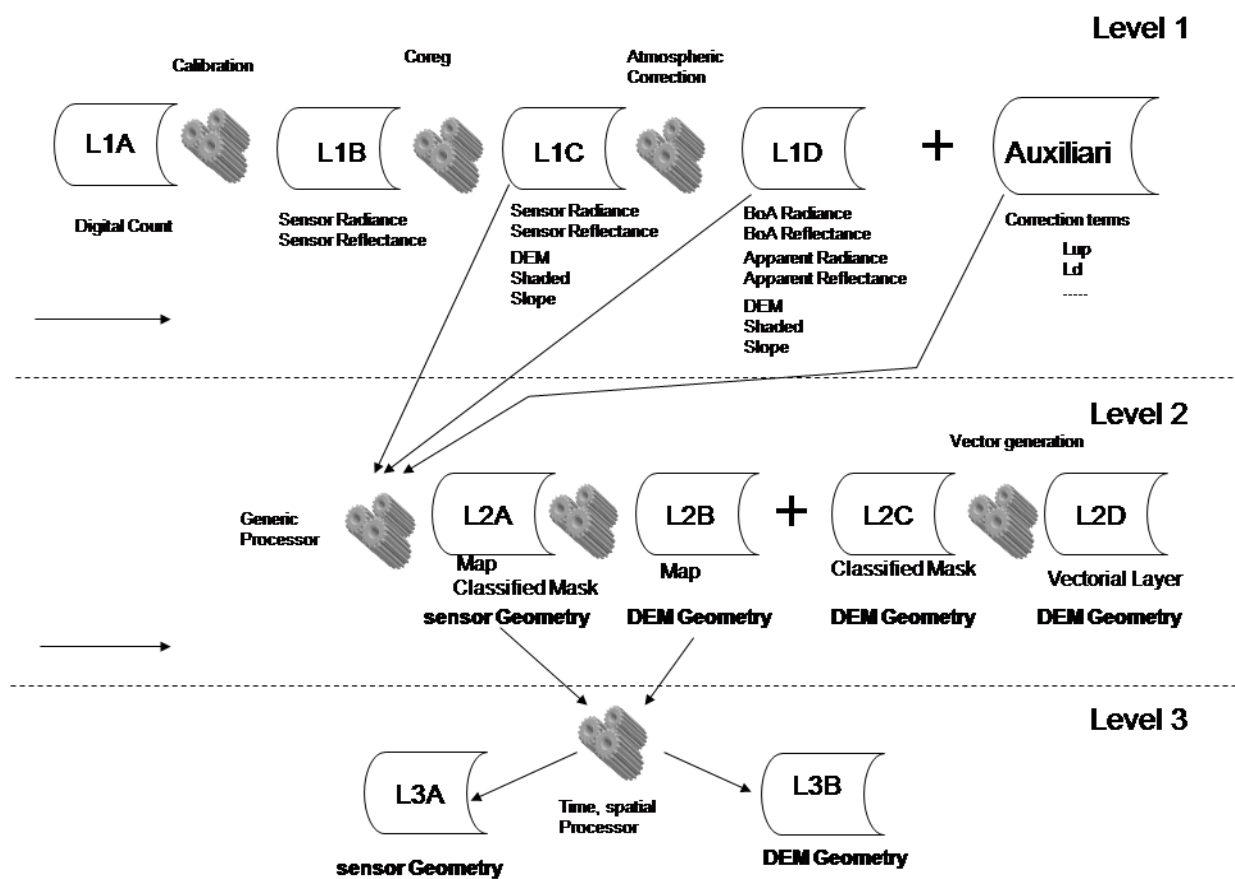 Level 1
Calibration
Coreg
Atmospheric
Correction
L1A
L1B
L1C
L1D
+
Auxiliari
Digital Count
Sensor Radiance
Sensor Reflectance
Sensor Radiance
Sensor Reflectance
DEM
Shaded
Slope
BoA Radiance
BoA Reflectance
Apparent Radiance
Apparent Reflectance
DEM
Shaded
Slope
Correction terms
Lup
Ld
-----
Level 2
Vector generation
Generic
Processor
L2A
L2B
+
L2C
L2D
Map
Classified Mask
sensor Geometry
Map
DEM Geometry
Classified Mask
DEM Geometry
Vectorial Layer
DEM Geometry
Level 3
L3A
Time, spatial
Processor
L3B
sensor Geometry
DEM Geometry